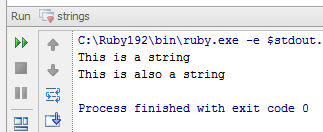 Run strings
C:\Ruby192\bin\ruby.exe -e $stdout.
This is a string
This is also a string
Process finished with exit code 0